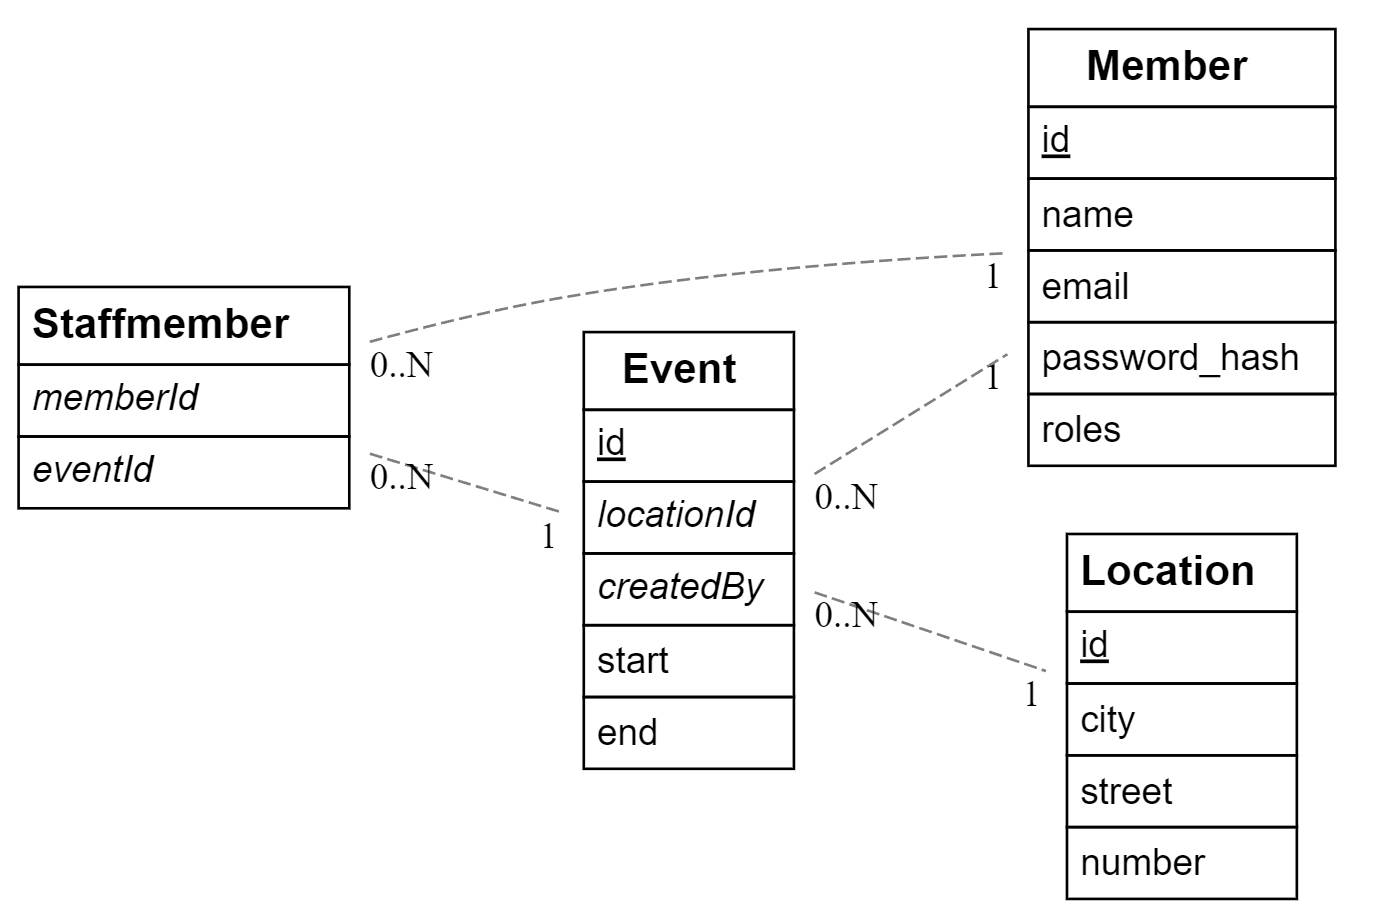 Staffmember
memberId
eventId
0..N
1
0..N
1
Event
id
locationId
createdBy
start
end
0..N
1
0..N
1
Member
id
name
email
password_hash
roles
Location
id
city
street
number